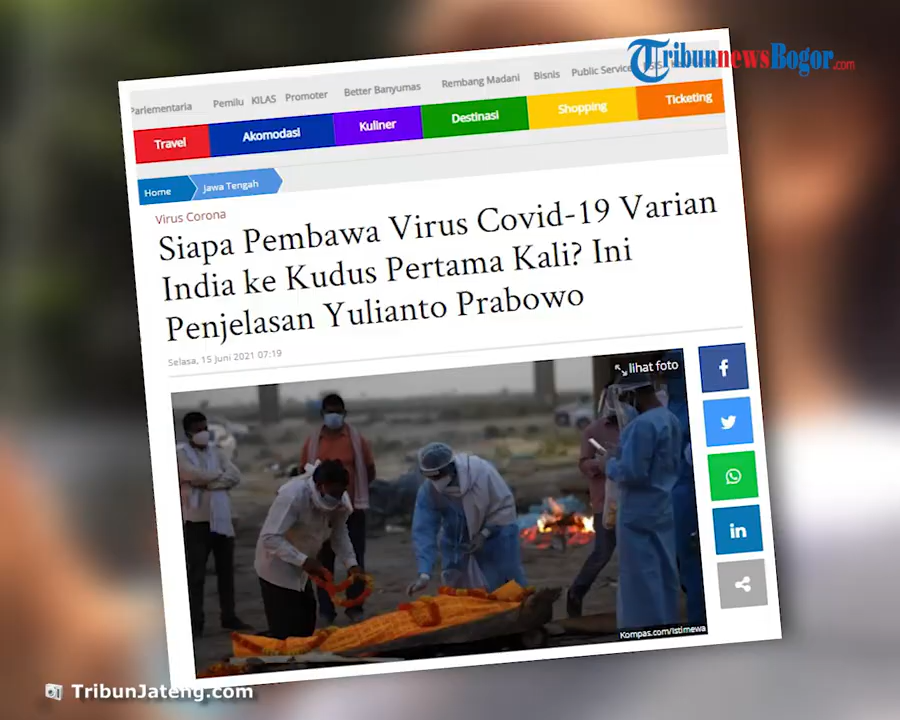 TribunnewsBogor.com
Parlementaria Pemilu KILAS Promoter Better Banyumas Rembang Madani Bisnis Public Service
Travel Akomodasi Kuliner Destinasi Shopping Ticketing
Home Jawa Tengah
Virus Corona
Siapa Pembawa Virus Covid-19 Varian
India ke Kudus Pertama Kali? Ini
Penjelasan Yulianto Prabowo
Selasa, 15 Juni 2021 07:19
lihat foto
Kompas.com/Istimewa
TribunJateng.com